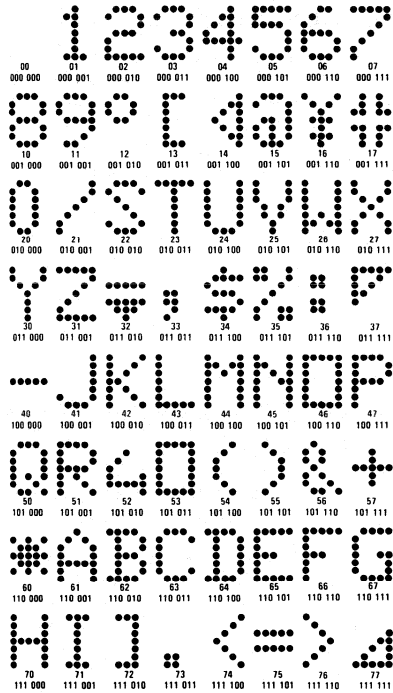 1 2 3 4 5 6 7
00 01 02 03 04 05 06 07
000 000 000 001 000 010 000 011 000 100 000 101 000 110 000 111
8 9 ° [ @ ¥
10 11 12 13 14 15 16 17
001 000 001 001 001 010 001 011 001 100 001 101 001 110 001 111
0 / S T U V W X
20 21 22 23 24 25 26 27
010 000 010 001 010 010 010 011 010 100 010 101 010 110 010 111
Y Z ; $ % :
30 31 32 33 34 35 36 37
011 000 011 001 011 010 011 011 011 100 011 101 011 110 011 111
— J K L M N O P
40 41 42 43 44 45 46 47
100 000 100 001 100 010 100 011 100 100 100 101 100 110 100 111
Q R ( ) & +
50 51 52 53 54 55 56 57
101 000 101 001 101 010 101 011 101 100 101 101 101 110 101 111
* A B C D E F G
60 61 62 63 64 65 66 67
110 000 110 001 110 010 110 011 110 100 110 101 110 110 110 111
H I ] . < = >
70 71 72 73 74 75 76 77
111 000 111 001 111 010 111 011 111 100 111 101 111 110 111 111